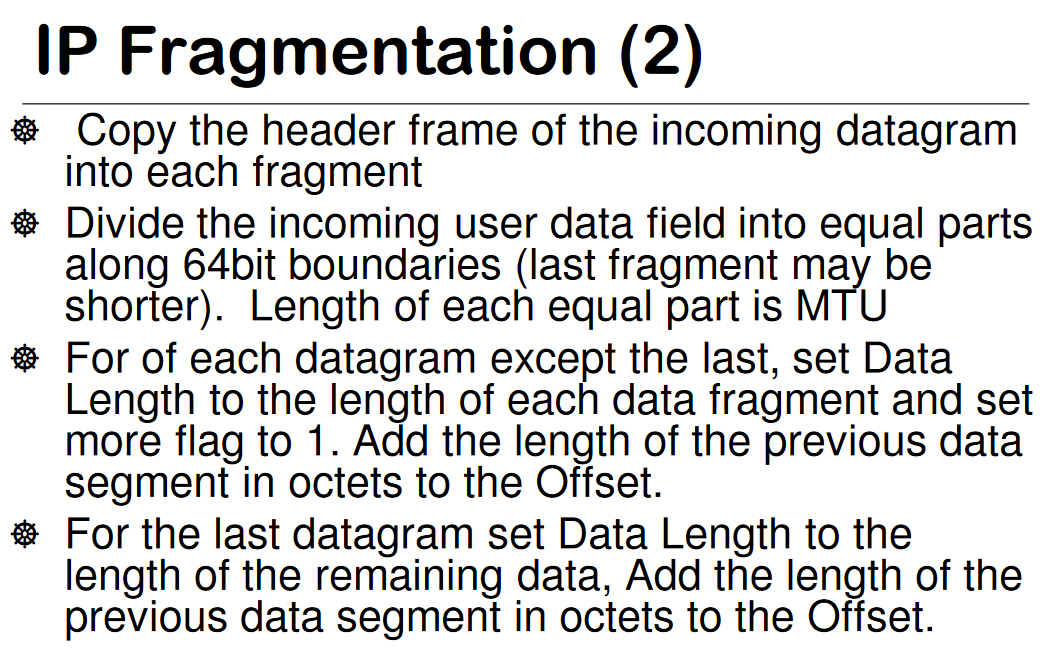 IP Fragmentation (2)
Copy the header frame of the incoming datagram
into each fragment
Divide the incoming user data field into equal parts
along 64bit boundaries (last fragment may be
shorter).  Length of each equal part is MTU
For of each datagram except the last, set Data
Length to the length of each data fragment and set
more flag to 1. Add the length of the previous data
segment in octets to the Offset.
For the last datagram set Data Length to the
length of the remaining data, Add the length of the
previous data segment in octets to the Offset.